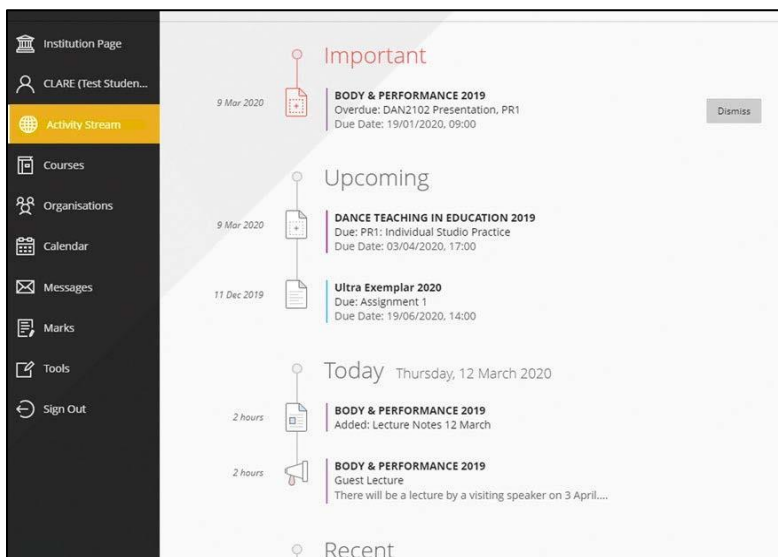 Institution Page
CLARE (Test Studen...
Activity Stream
Courses
Organisations
Calendar
Messages
Marks
Tools
Sign Out
Important
9 Mar 2020
BODY & PERFORMANCE 2019
Overdue: DAN2102 Presentation, PR1
Due Date: 19/01/2020, 09:00
Dismiss
Upcoming
9 Mar 2020
DANCE TEACHING IN EDUCATION 2019
Due: PR1: Individual Studio Practice
Due Date: 03/04/2020, 17:00
11 Dec 2019
Ultra Exemplar 2020
Due: Assignment 1
Due Date: 19/06/2020, 14:00
Today Thursday, 12 March 2020
2 hours
BODY & PERFORMANCE 2019
Added: Lecture Notes 12 March
2 hours
BODY & PERFORMANCE 2019
Guest Lecture
There will be a lecture by a visiting speaker on 3 April....
Recent